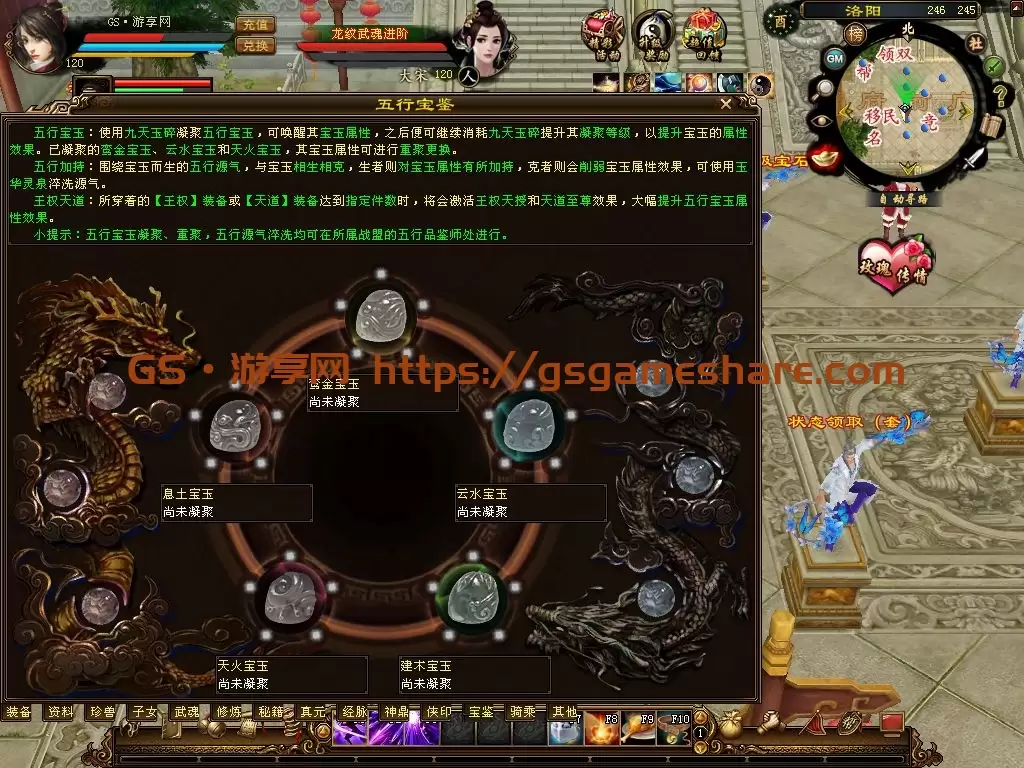 GS·游享网
充值
兑换
120
龙纹武魂进阶
大宋 120
人
精彩活动
升级奖励
酉
洛阳
246 245
榜
北
社
GM
领双
移民
竞
名
自动寻路
玫瑰传情
五行宝鉴
五行宝玉：使用九天玉碎凝聚五行宝玉，可唤醒其宝玉属性，之后便可继续消耗九天玉碎提升其凝聚等级，以提升宝玉的属性
效果。已凝聚的鸾金宝玉、云水宝玉和天火宝玉，其宝玉属性可进行重聚更换。
五行加持：围绕宝玉而生的五行源气，与宝玉相生相克，生者则对宝玉属性有所加持，克者则会削弱宝玉属性效果，可使用玉
华灵泉淬洗源气。
王权天道：所穿着的【王权】装备或【天道】装备达到指定件数时，将会激活王权天授和天道至尊效果，大幅提升五行宝玉属
性效果。
小提示：五行宝玉凝聚、重聚，五行源气淬洗均可在所属战盟的五行品鉴师处进行。
GS·游享网 https://gsgameshare.com
鸾金宝玉
尚未凝聚
状态领取（套）
息土宝玉
尚未凝聚
云水宝玉
尚未凝聚
天火宝玉
尚未凝聚
建木宝玉
尚未凝聚
装备 资料 珍兽 子女 武魂 修炼 秘籍 真元 经脉 神鼎 侠印 宝鉴 骑乘 其他
F8 F9 F10
1